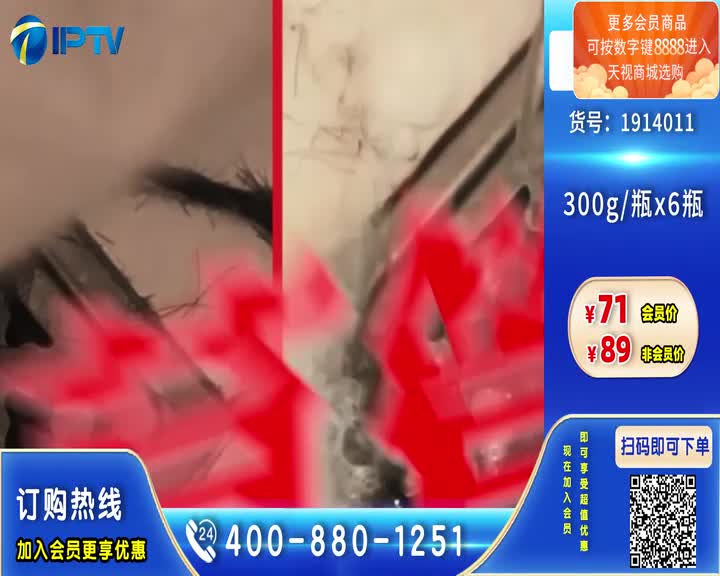 IPTV
更多会员商品
可按数字键8888进入
天视商城选购
货号：1914011
300g/瓶x6瓶
¥71 会员价
¥89 非会员价
订购热线
加入会员更享优惠
24
400-880-1251
现在加入会员
即可享受超值优惠
扫码即可下单